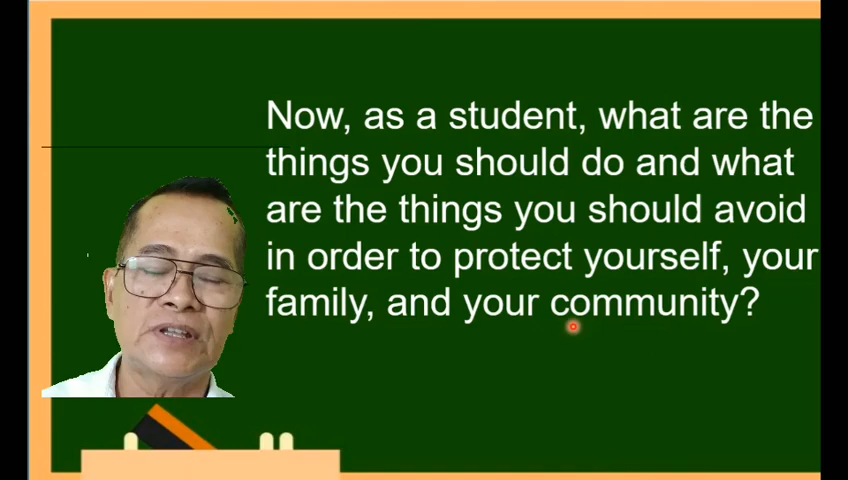 Now, as a student, what are the
things you should do and what
are the things you should avoid
in order to protect yourself, your
family, and your community?